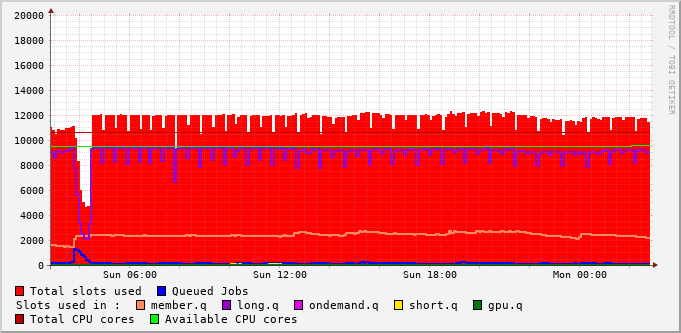 RRDTOOL / TOBI OETIKER
20000
18000
16000
14000
12000
10000
8000
6000
4000
2000
0
Sun 06:00 Sun 12:00 Sun 18:00 Mon 00:00
Total slots used Queued Jobs
Slots used in : member.q long.q ondemand.q short.q gpu.q
Total CPU cores Available CPU cores